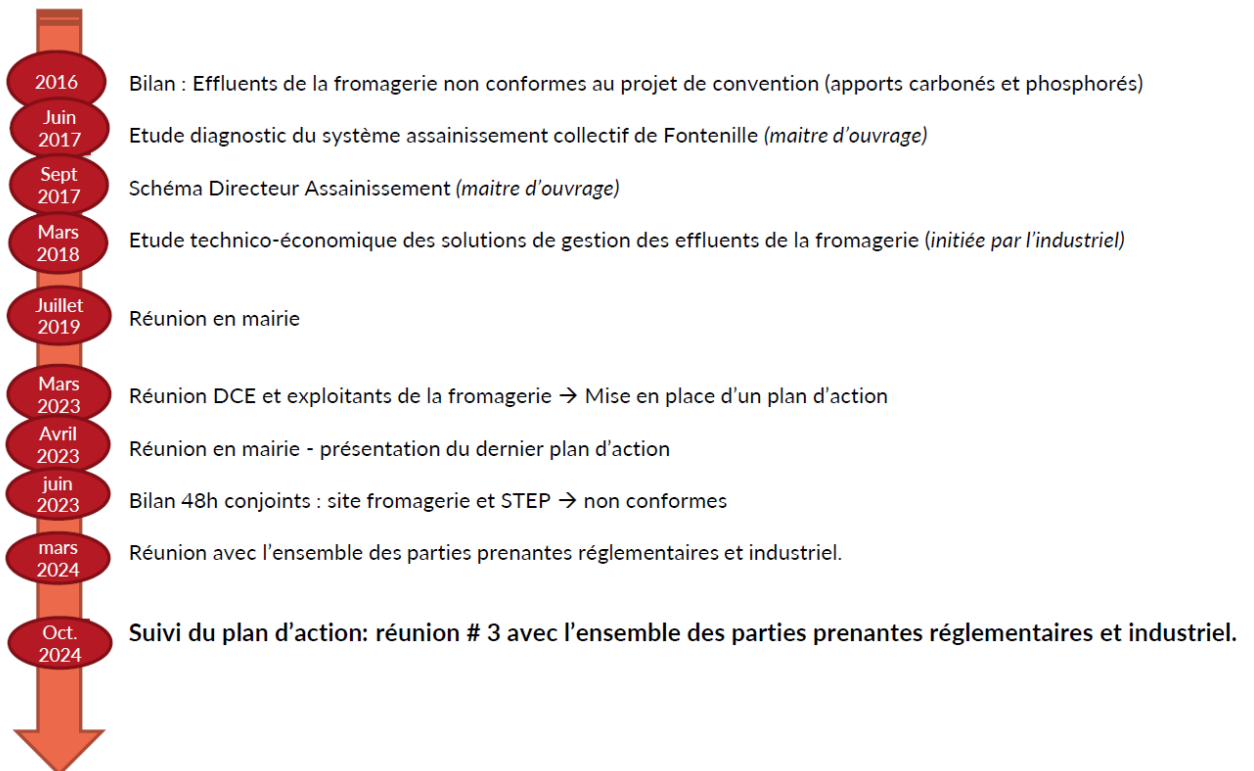 2016
Bilan : Effluents de la fromagerie non conformes au projet de convention (apports carbonés et phosphorés)
Juin
2017
Etude diagnostic du système assainissement collectif de Fontenille (maitre d’ouvrage)
Sept
2017
Schéma Directeur Assainissement (maitre d’ouvrage)
Mars
2018
Etude technico-économique des solutions de gestion des effluents de la fromagerie (initiée par l’industriel)
Juillet
2019
Réunion en mairie
Mars
2023
Réunion DCE et exploitants de la fromagerie → Mise en place d’un plan d’action
Avril
2023
Réunion en mairie - présentation du dernier plan d’action
juin
2023
Bilan 48h conjoints : site fromagerie et STEP → non conformes
mars
2024
Réunion avec l’ensemble des parties prenantes réglementaires et industriel.
Oct.
2024
Suivi du plan d’action: réunion # 3 avec l’ensemble des parties prenantes réglementaires et industriel.